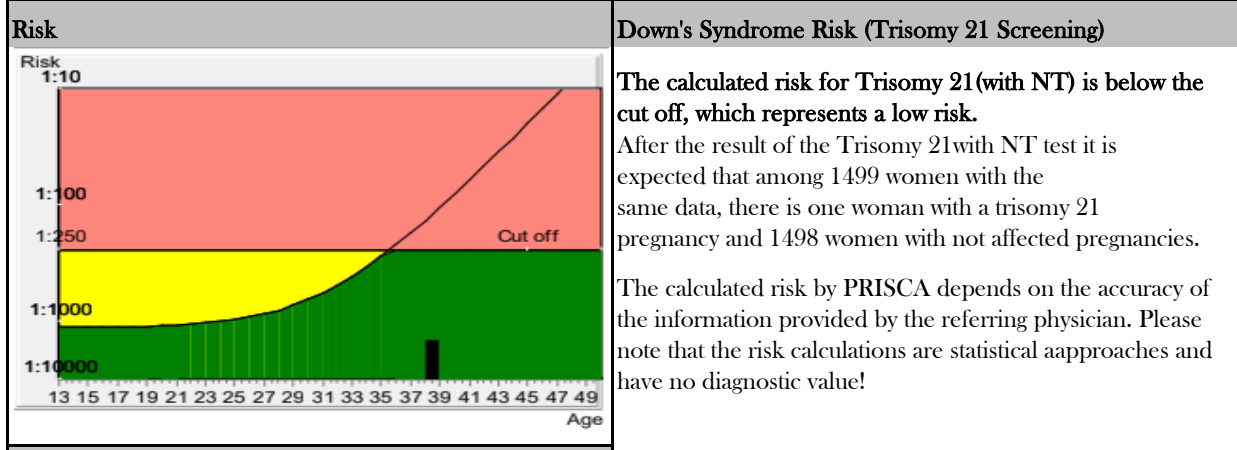 Risk
Risk
1:10
1:100
1:250
Cut off
1:1000
1:10000
13 15 17 19 21 23 25 27 29 31 33 35 37 39 41 43 45 47 49
Age
Down's Syndrome Risk (Trisomy 21 Screening)
The calculated risk for Trisomy 21(with NT) is below the
cut off, which represents a low risk.
After the result of the Trisomy 21with NT test it is
expected that among 1499 women with the
same data, there is one woman with a trisomy 21
pregnancy and 1498 women with not affected pregnancies.
The calculated risk by PRISCA depends on the accuracy of
the information provided by the referring physician. Please
note that the risk calculations are statistical aapproaches and
have no diagnostic value!